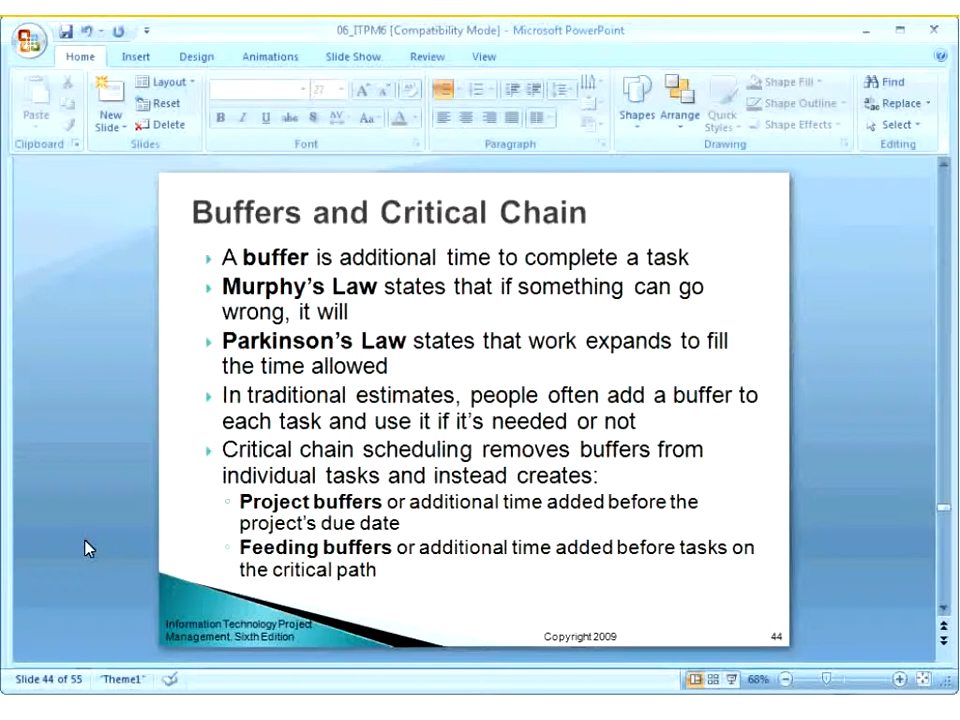 06_ITPM6 [Compatibility Mode] - Microsoft PowerPoint
Home Insert Design Animations Slide Show Review View
Paste
Clipboard
New
Slide
Layout
Reset
Delete
Slides
27
B I U abc S AV Aa A
Font
Paragraph
Shapes Arrange Quick
Styles
Shape Fill
Shape Outline
Shape Effects
Drawing
Find
Replace
Select
Editing
Buffers and Critical Chain
A buffer is additional time to complete a task
Murphy's Law states that if something can go
wrong, it will
Parkinson's Law states that work expands to fill
the time allowed
In traditional estimates, people often add a buffer to
each task and use it if it's needed or not
Critical chain scheduling removes buffers from
individual tasks and instead creates:
Project buffers or additional time added before the
project's due date
Feeding buffers or additional time added before tasks on
the critical path
Information Technology Project
Management, Sixth Edition
Copyright 2009
44
Slide 44 of 55 "Theme1" 68%